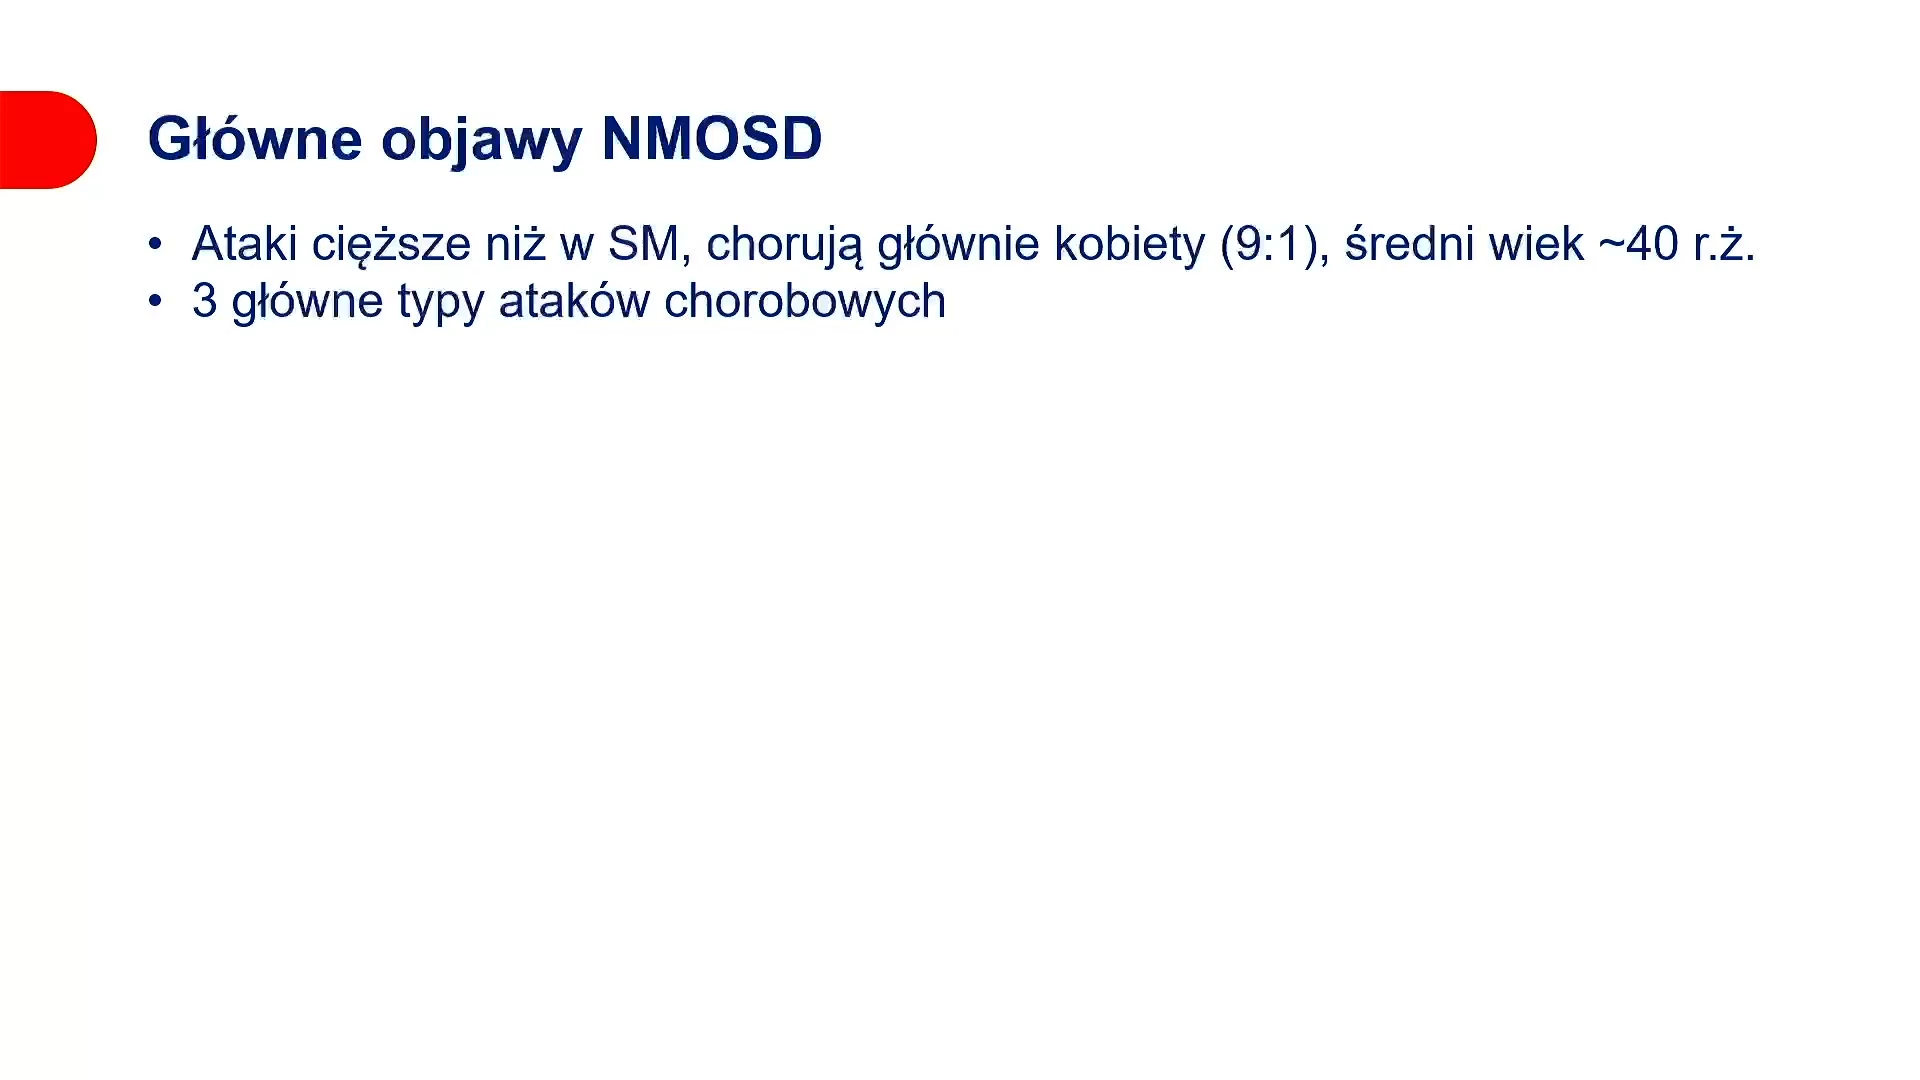 Główne objawy NMOSD
• Ataki cięższe niż w SM, chorują głównie kobiety (9:1), średni wiek ~40 r.ż.
• 3 główne typy ataków chorobowych